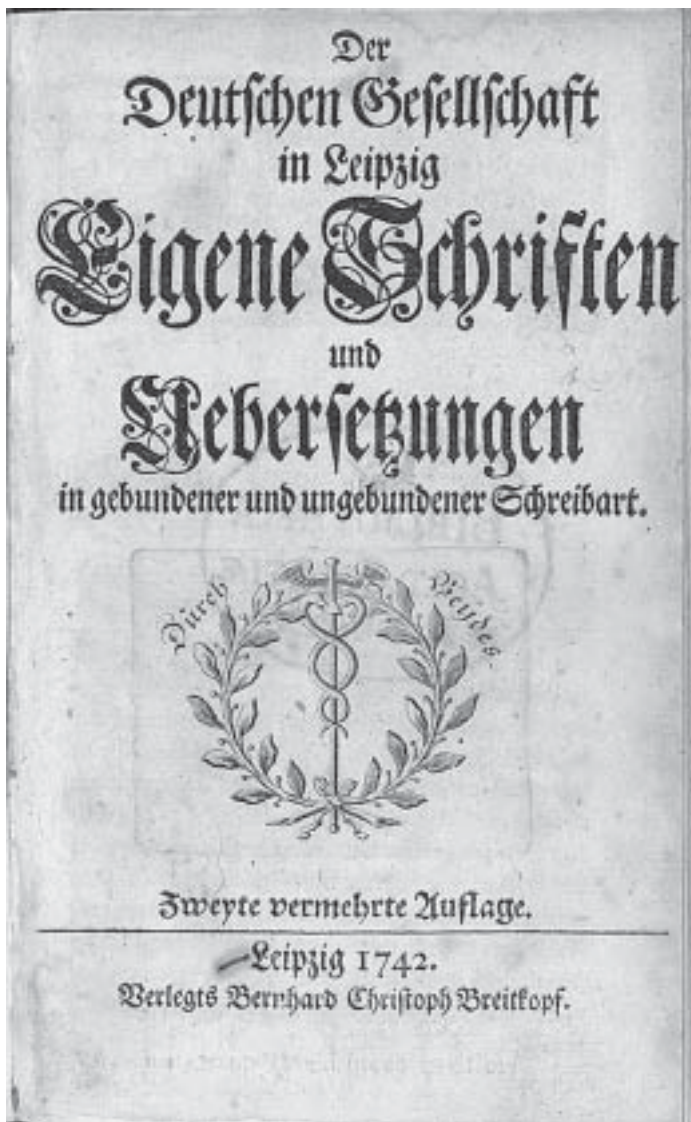 Der
Deutſchen Geſellſchaft
in Leipzig
Eigene Schriften
und
Ueberſetzungen
in gebundener und ungebundener Schreibart.
Durch Beydes
Zweyte vermehrte Auflage.
Leipzig 1742.
Verlegts Bernhard Chriſtoph Breitkopf.